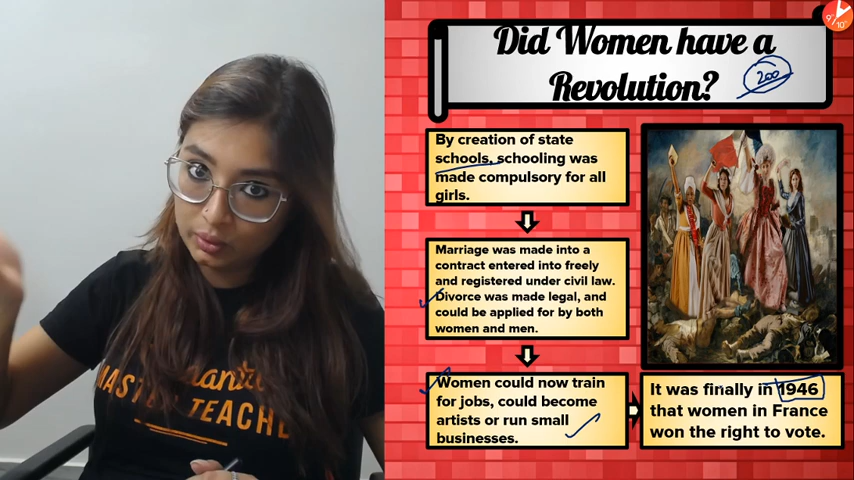 Did Women have a
Revolution?
200
By creation of state
schools, schooling was
made compulsory for all
girls.
Marriage was made into a
contract entered into freely
and registered under civil law.
Divorce was made legal, and
could be applied for by both
women and men.
Women could now train
for jobs, could become
artists or run small
businesses.
It was finally in 1946
that women in France
won the right to vote.
MASTER TEACHE